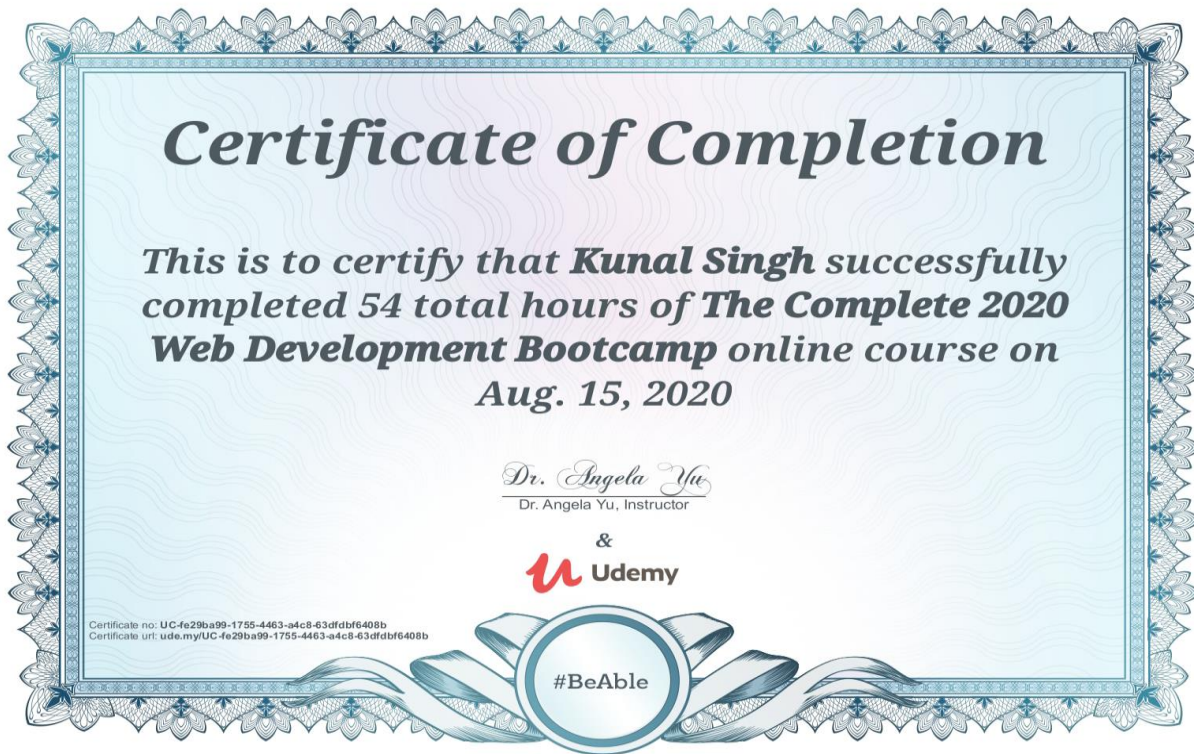 Certificate of Completion
This is to certify that Kunal Singh successfully
completed 54 total hours of The Complete 2020
Web Development Bootcamp online course on
Aug. 15, 2020
Dr. Angela Yu
Dr. Angela Yu, Instructor
&
Udemy
Certificate no: UC-fe29ba99-1755-4463-a4c8-63dfdbf6408b
Certificate url: ude.my/UC-fe29ba99-1755-4463-a4c8-63dfdbf6408b
#BeAble